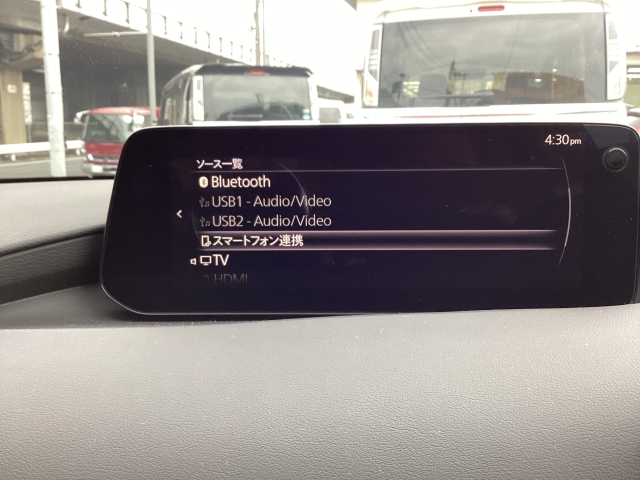 4:30pm
ソース一覧
Bluetooth
USB1 - Audio/Video
USB2 - Audio/Video
スマートフォン連携
TV
HDMI